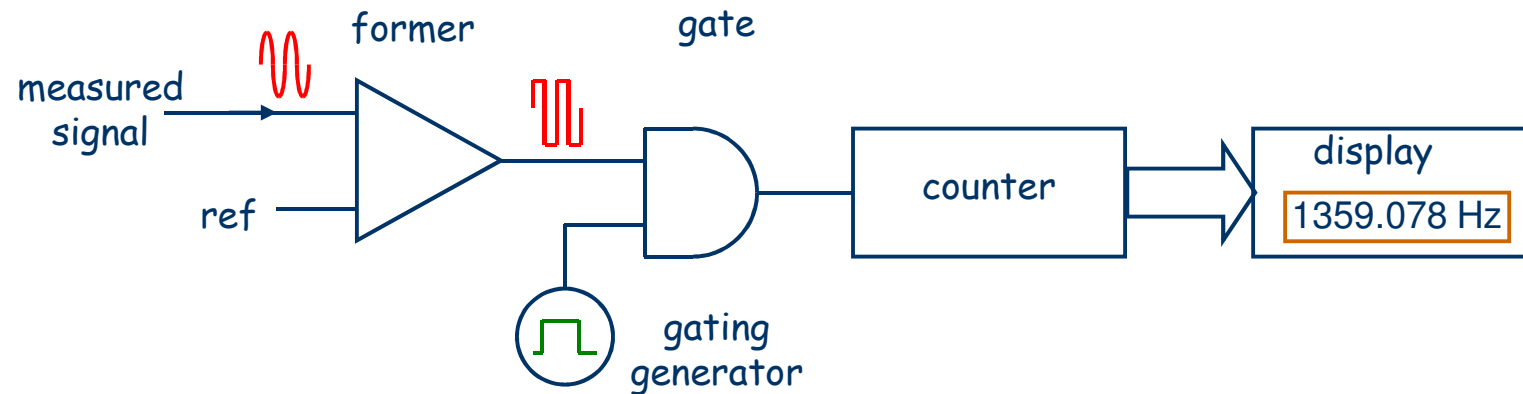 former
gate
measured
signal
ref
counter
display
1359.078 Hz
gating
generator